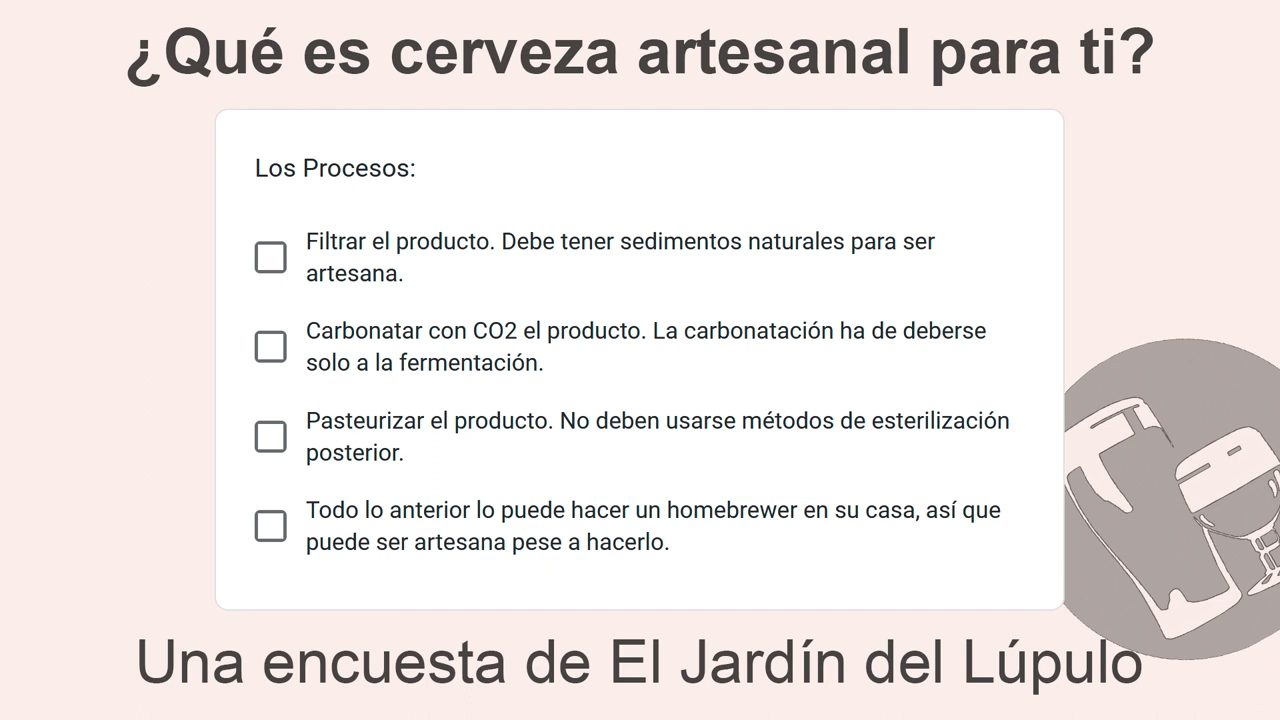 ¿Qué es cerveza artesanal para ti?
Los Procesos:
Filtrar el producto. Debe tener sedimentos naturales para ser
artesana.
Carbonatar con CO2 el producto. La carbonatación ha de deberse
solo a la fermentación.
Pasteurizar el producto. No deben usarse métodos de esterilización
posterior.
Todo lo anterior lo puede hacer un homebrewer en su casa, así que
puede ser artesana pese a hacerlo.
Una encuesta de El Jardín del Lúpulo